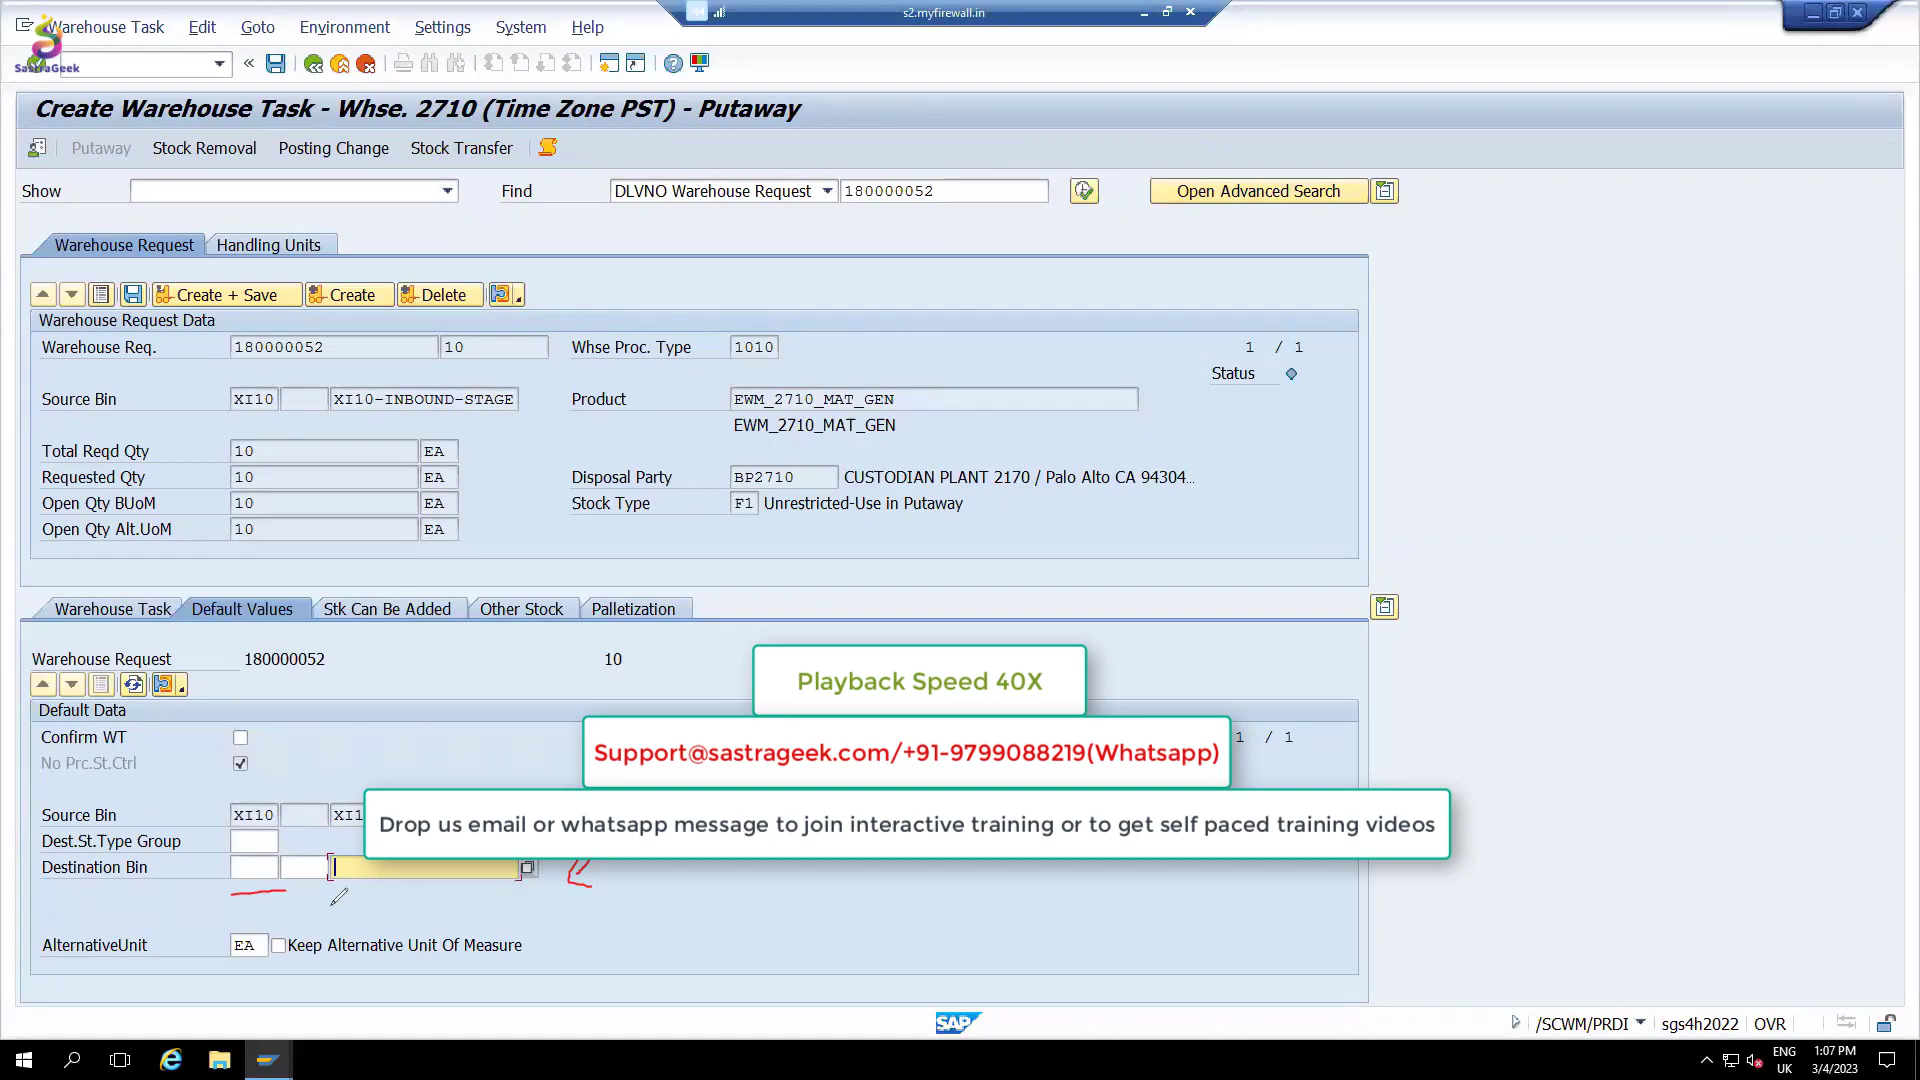 Warehouse Task Edit Goto Environment Settings System Help
s2.myfirewall.in
SastraGeek
Create Warehouse Task - Whse. 2710 (Time Zone PST) - Putaway
Putaway Stock Removal Posting Change Stock Transfer
Show Find DLVNO Warehouse Request 180000052 Open Advanced Search
Warehouse Request Handling Units
Create + Save Create Delete
Warehouse Request Data
Warehouse Req. 180000052 10 Whse Proc. Type 1010 1 / 1
Status
Source Bin XI10 XI10-INBOUND-STAGE Product EWM_2710_MAT_GEN
EWM_2710_MAT_GEN
Total Reqd Qty 10 EA
Requested Qty 10 EA Disposal Party BP2710 CUSTODIAN PLANT 2170 / Palo Alto CA 94304...
Open Qty BUoM 10 EA Stock Type F1 Unrestricted-Use in Putaway
Open Qty Alt.UoM 10 EA
Warehouse Task Default Values Stk Can Be Added Other Stock Palletization
Warehouse Request 180000052 10
Playback Speed 40X
Default Data
Confirm WT 1 / 1
Support@sastrageek.com/+91-9799088219(Whatsapp)
No Prc.St.Ctrl
Source Bin XI10 XI1
Drop us email or whatsapp message to join interactive training or to get self paced training videos
Dest.St.Type Group
Destination Bin
AlternativeUnit EA Keep Alternative Unit Of Measure
SAP /SCWM/PRDI sgs4h2022 OVR
ENG 1:07 PM
UK 3/4/2023